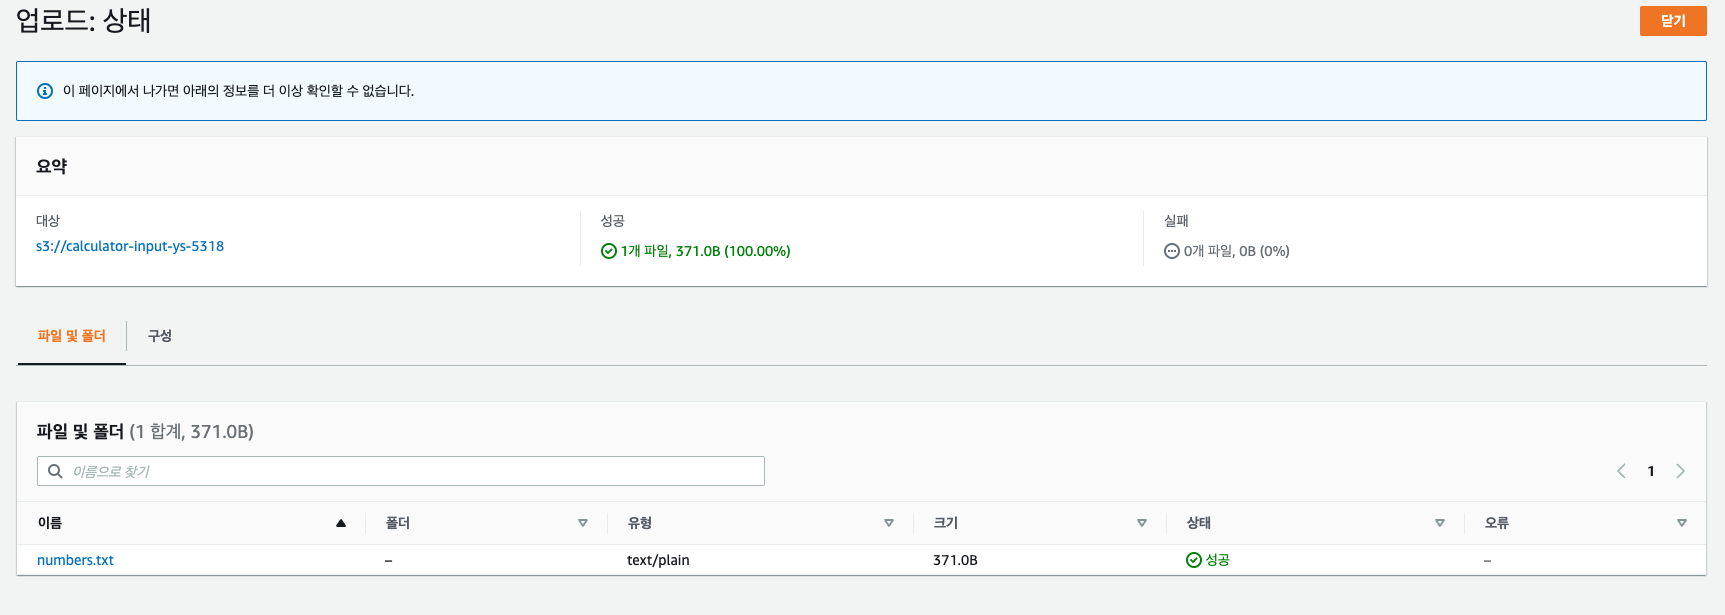 업로드: 상태
닫기
이 페이지에서 나가면 아래의 정보를 더 이상 확인할 수 없습니다.
요약
대상
s3://calculator-input-ys-5318
성공
1개 파일, 371.0B (100.00%)
실패
0개 파일, 0B (0%)
파일 및 폴더
구성
파일 및 폴더 (1 합계, 371.0B)
이름으로 찾기
1
이름 폴더 유형 크기 상태 오류
numbers.txt – text/plain 371.0B 성공 –